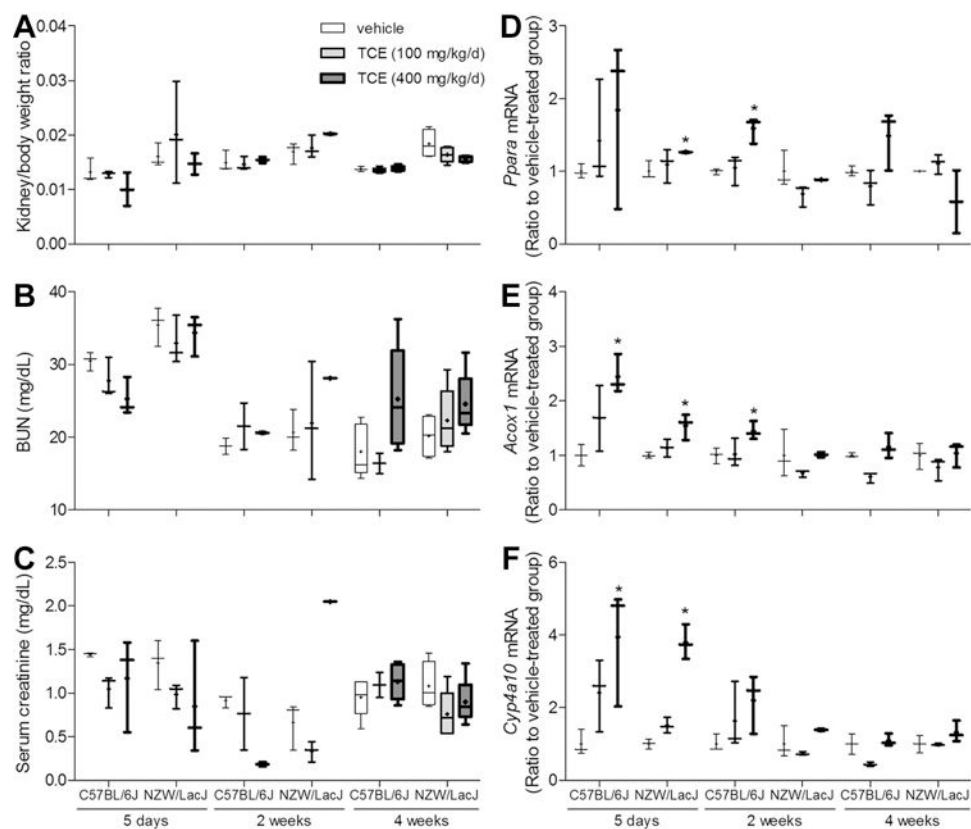 A
Kidney/body weight ratio
0.04
0.03
0.02
0.01
0.00
vehicle
TCE (100 mg/kg/d)
TCE (400 mg/kg/d)
B
BUN (mg/dL)
40
30
20
10
C
Serum creatinine (mg/dL)
2.5
2.0
1.5
1.0
0.5
0.0
C57BL/6J NZW/LacJ C57BL/6J NZW/LacJ C57BL/6J NZW/LacJ
5 days 2 weeks 4 weeks
D
Ppara mRNA
(Ratio to vehicle-treated group)
3
2
1
0
* *
E
Acox1 mRNA
(Ratio to vehicle-treated group)
4
3
2
1
0
* * *
F
Cyp4a10 mRNA
(Ratio to vehicle-treated group)
6
4
2
0
* *
C57BL/6J NZW/LacJ C57BL/6J NZW/LacJ C57BL/6J NZW/LacJ
5 days 2 weeks 4 weeks